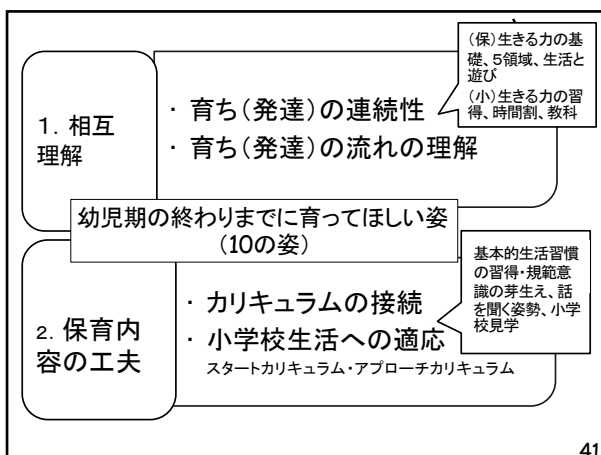 (保)生きる力の基
礎、5領域、生活と
遊び
(小)生きる力の習
得、時間割、教科
1. 相互
理解
・ 育ち(発達)の連続性
・ 育ち(発達)の流れの理解
幼児期の終わりまでに育ってほしい姿
(10の姿)
基本的生活習慣
の習得・規範意
識の芽生え、話
を聞く姿勢、小学
校見学
2. 保育内
容の工夫
・ カリキュラムの接続
・ 小学校生活への適応
スタートカリキュラム・アプローチカリキュラム
41